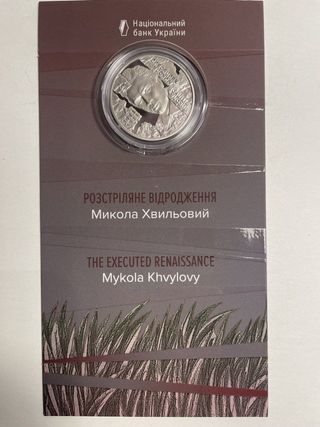 Національний
банк України
РОЗСТРІЛЯНЕ ВІДРОДЖЕННЯ
Микола Хвильовий
THE EXECUTED RENAISSANCE
Mykola Khvylovy